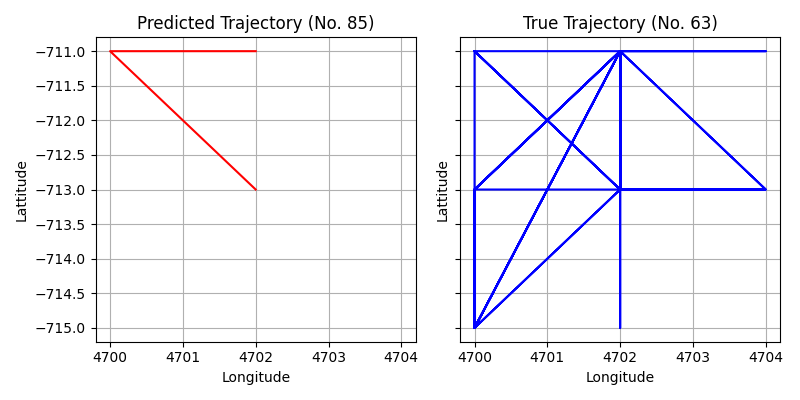 Predicted Trajectory (No. 85)
−711.0
−711.5
−712.0
−712.5
−713.0
−713.5
−714.0
−714.5
−715.0
Lattitude
4700 4701 4702 4703 4704
Longitude
True Trajectory (No. 63)
Lattitude
4700 4701 4702 4703 4704
Longitude